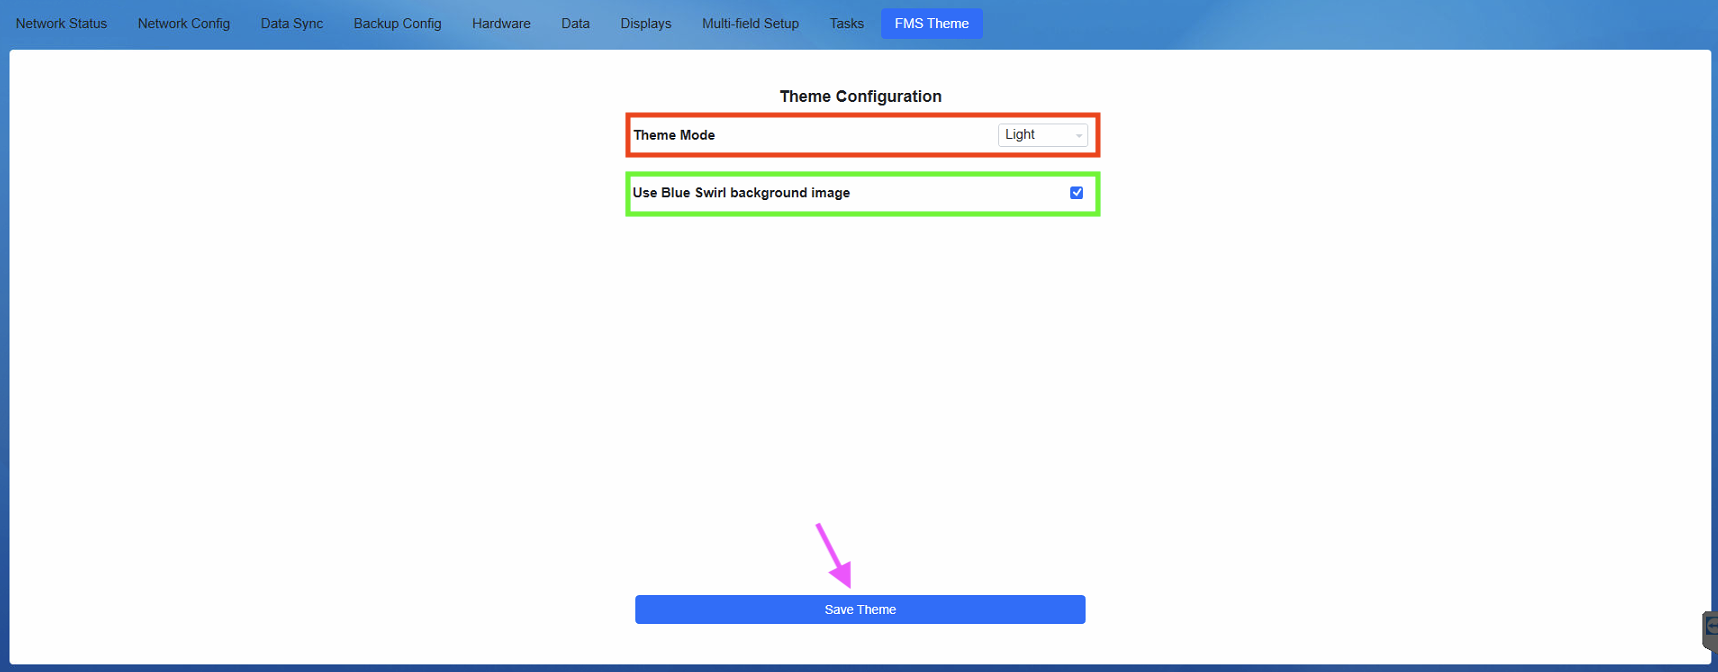 Network Status Network Config Data Sync Backup Config Hardware Data Displays Multi-field Setup Tasks FMS Theme
Theme Configuration
Theme Mode Light
Use Blue Swirl background image
Save Theme